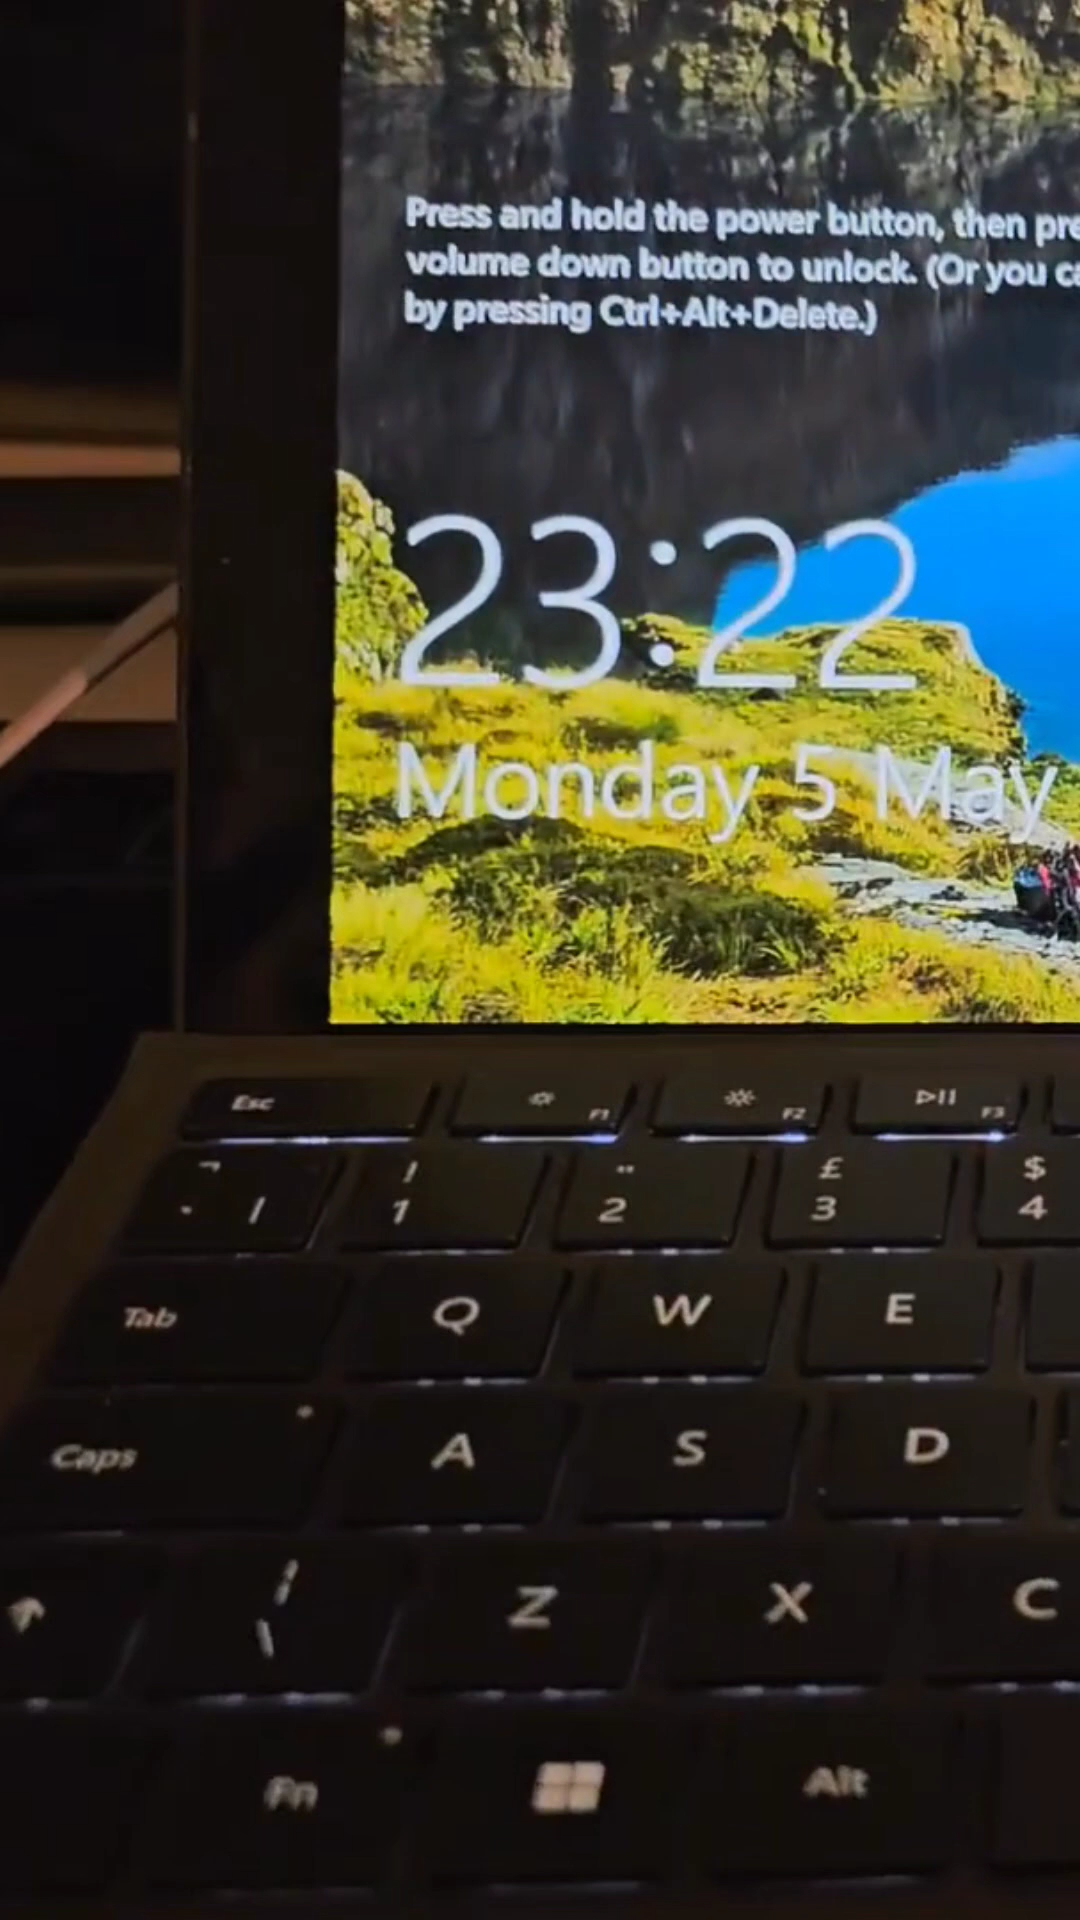 Press and hold the power button, then
volume down button to unlock. (Or you
by pressing Ctrl+Alt+Delete.)
23:22
Monday 5 May
Esc F1 F2 F3
¬ ! " £ $
| 1 2 3 4
Tab Q W E
Caps A S D
| \ Z X C
Fn Alt